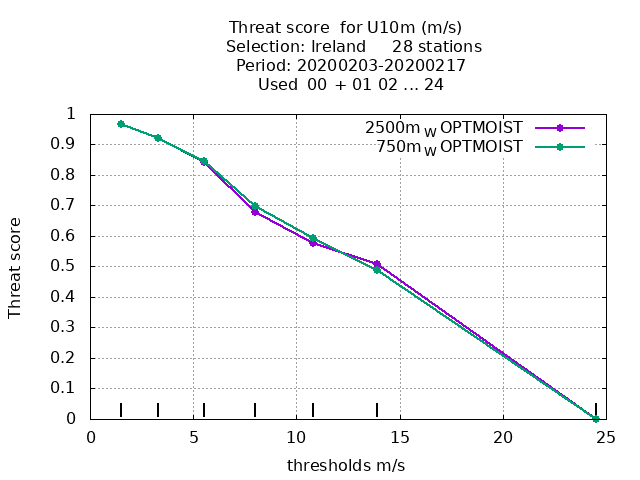 Threat score for U10m (m/s)
Selection: Ireland 28 stations
Period: 20200203-20200217
Used 00 + 01 02 ... 24
2500m W OPTMOIST
750m W OPTMOIST
1
0.9
0.8
0.7
0.6
0.5
0.4
0.3
0.2
0.1
0
Threat score
0 5 10 15 20 25
thresholds m/s